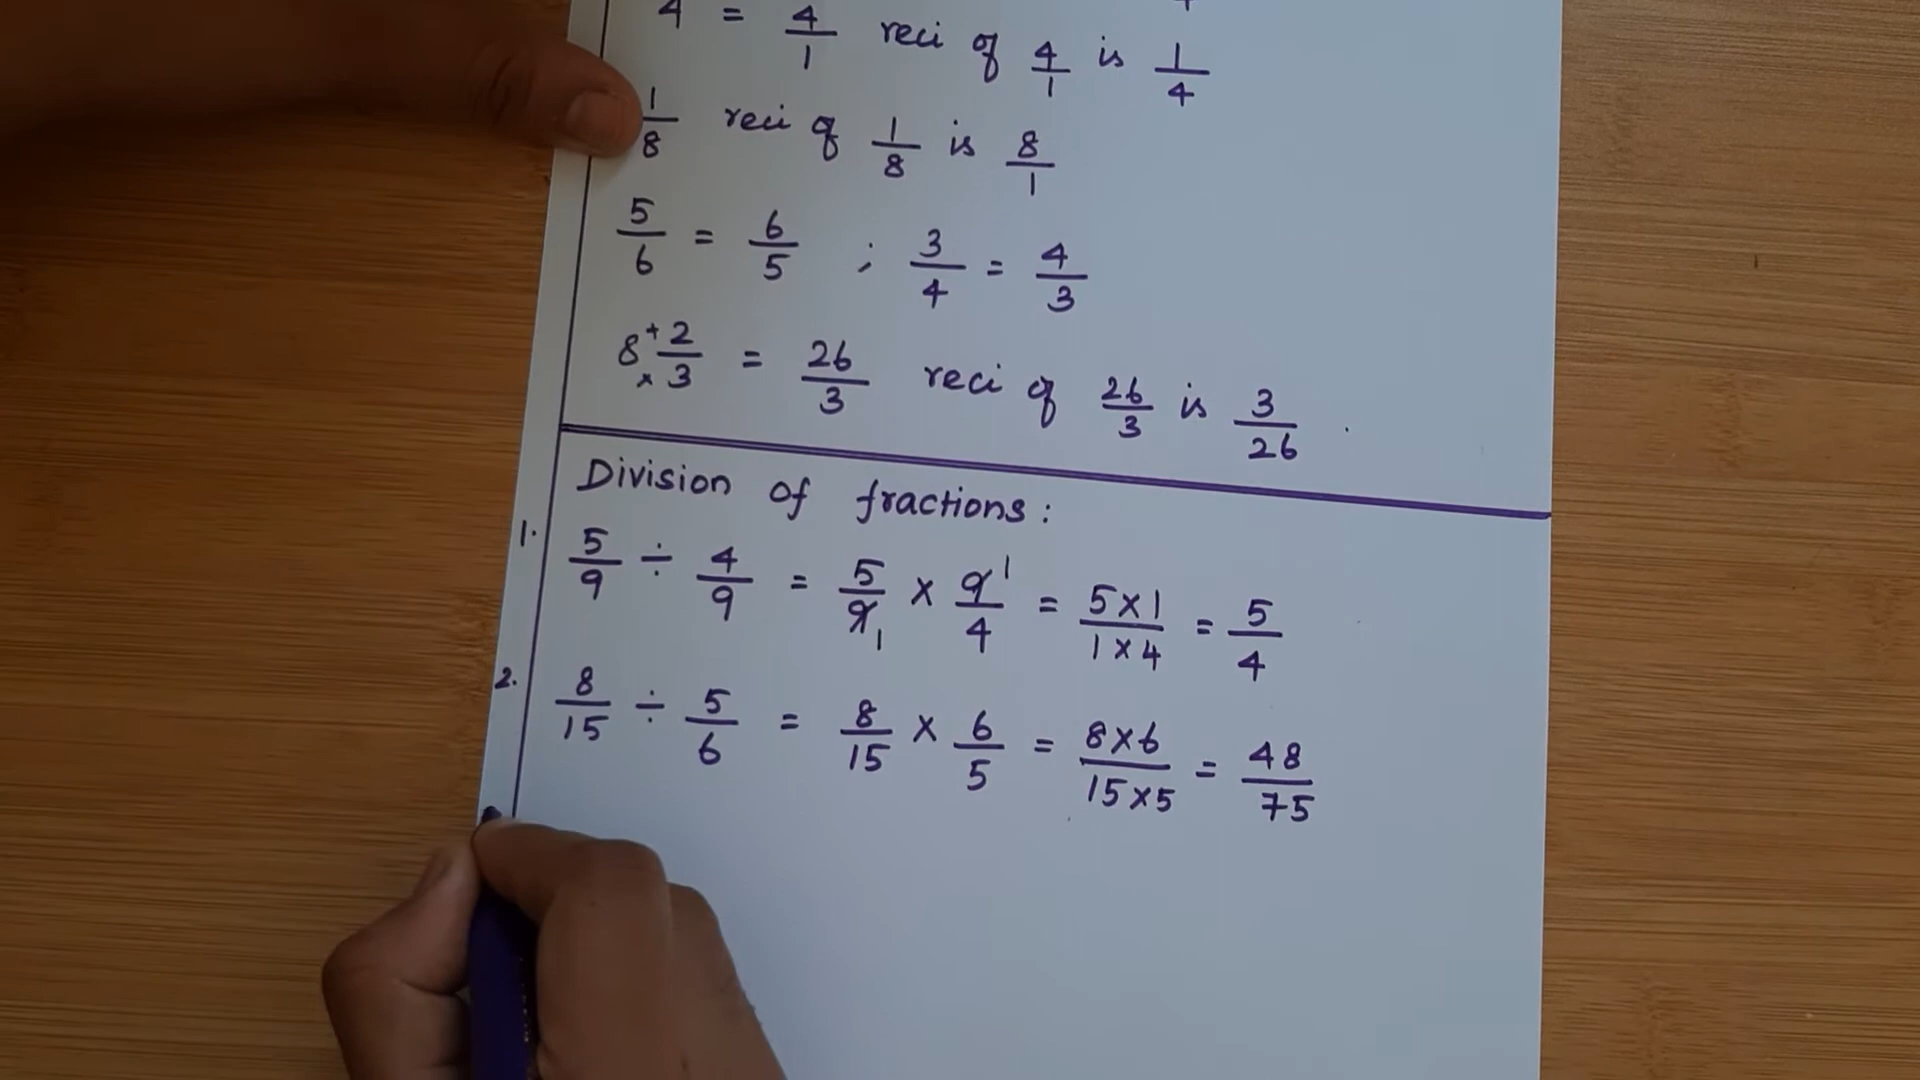 4 = 4/1 reci of 4/1 is 1/4
1/8 reci of 1/8 is 8/1
5/6 = 6/5 ; 3/4 = 4/3
8 + 2/3 × = 26/3 reci of 26/3 is 3/26
Division of fractions:
1. 5/9 ÷ 4/9 = 5/9 1 × 9/4 1 = 5×1/1×4 = 5/4
2. 8/15 ÷ 5/6 = 8/15 × 6/5 = 8×6/15×5 = 48/75